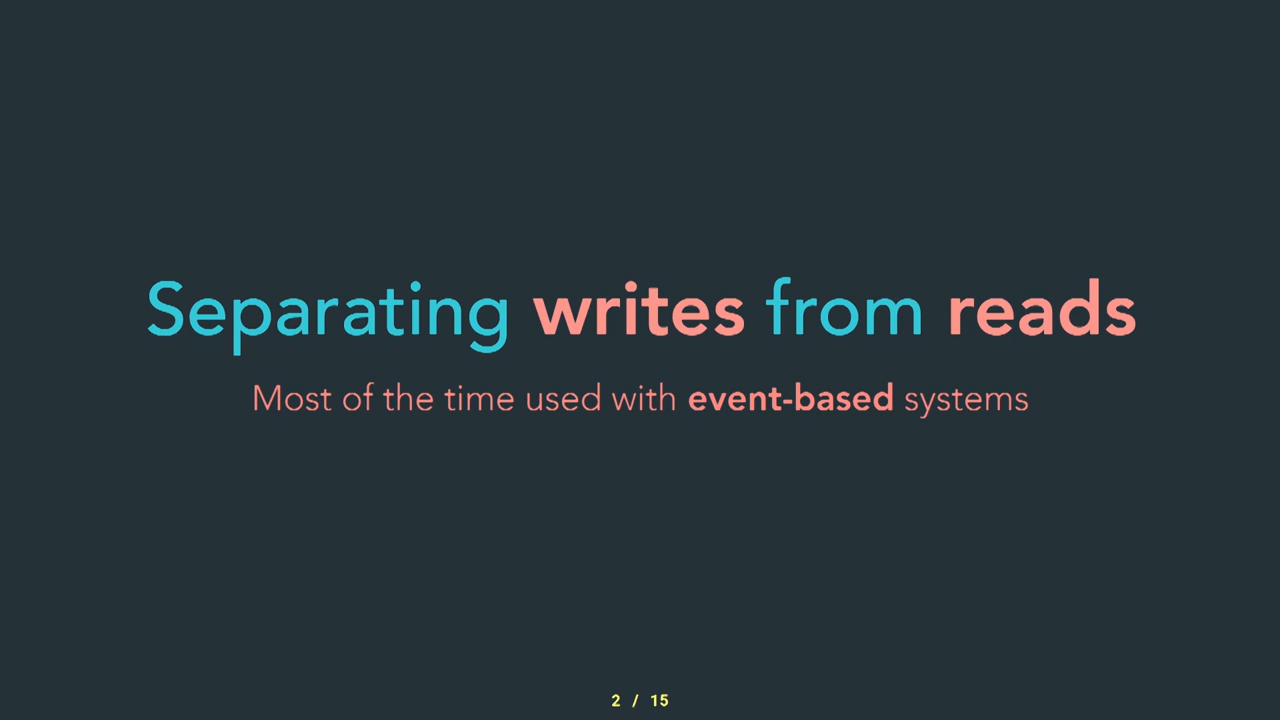 Separating writes from reads
Most of the time used with event-based systems
2 / 15